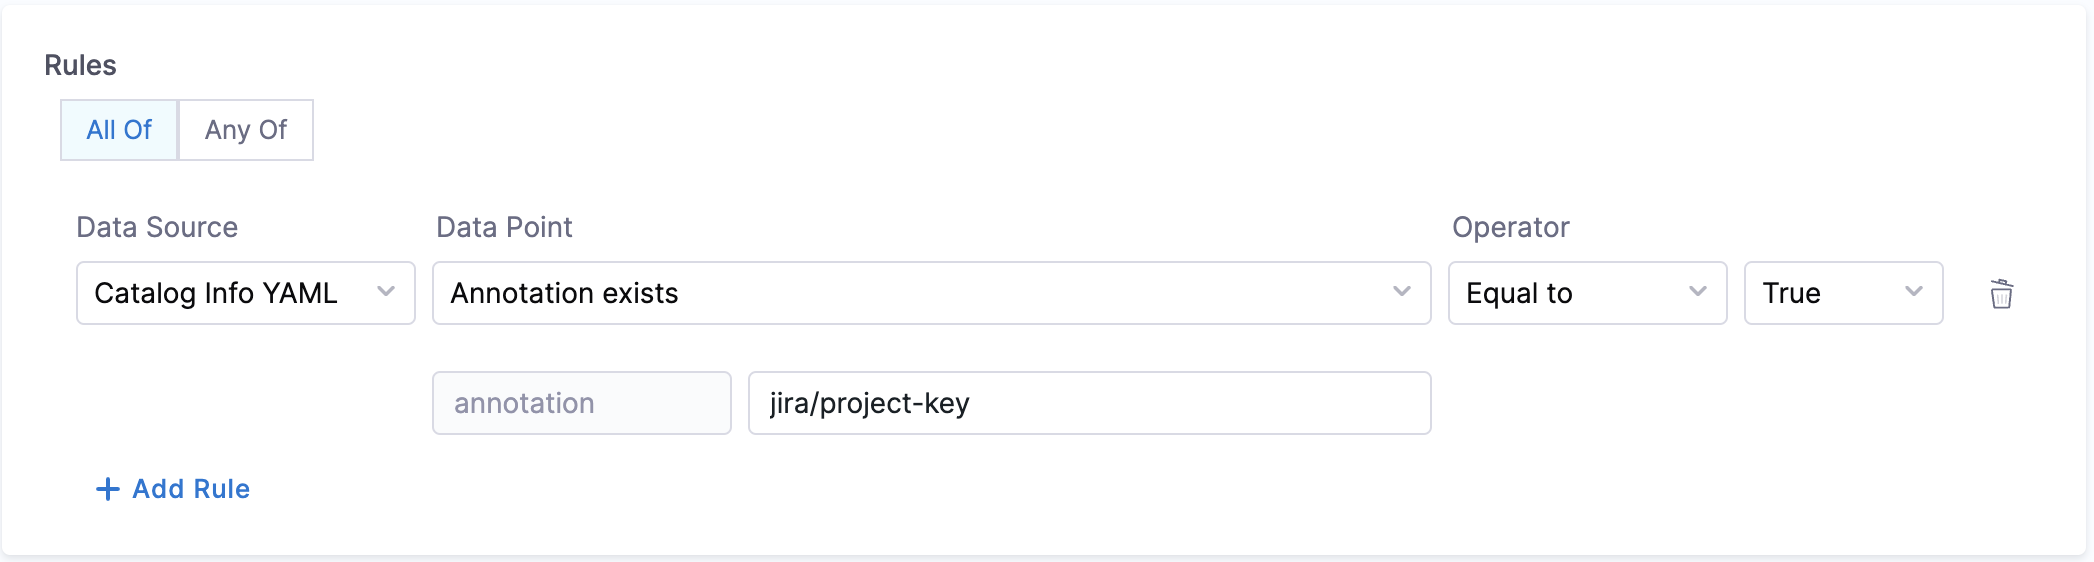 Rules
All Of Any Of
Data Source Data Point Operator
Catalog Info YAML Annotation exists Equal to True
annotation jira/project-key
+ Add Rule